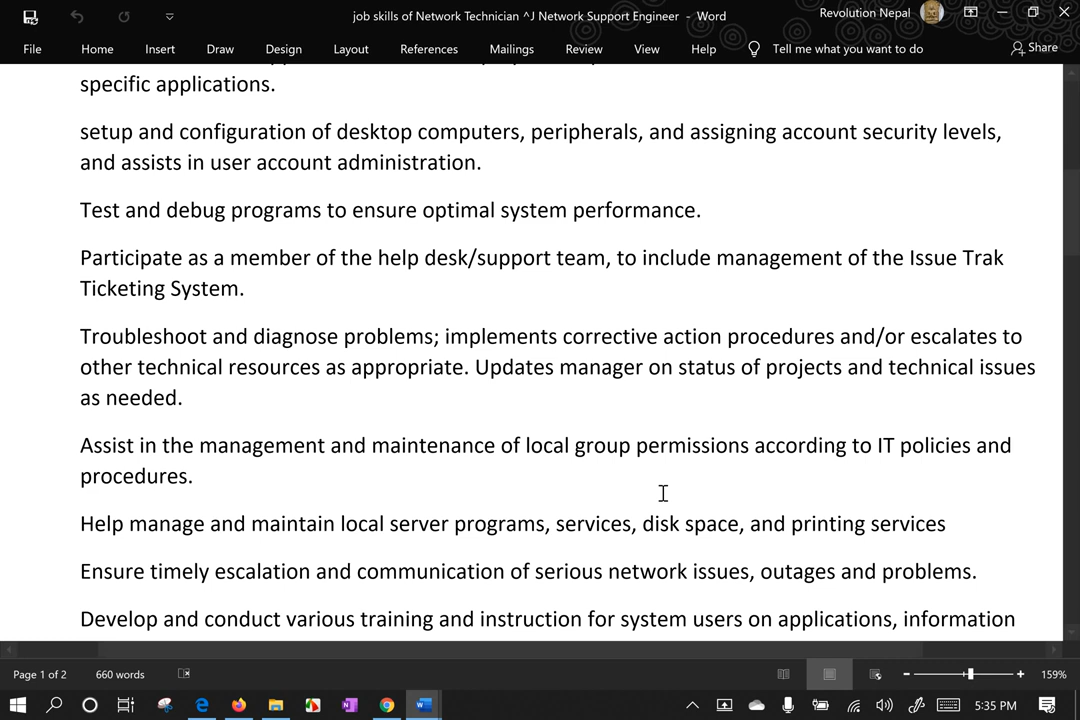 job skills of Network Technician ^J Network Support Engineer - Word
Revolution Nepal
File Home Insert Draw Design Layout References Mailings Review View Help Tell me what you want to do Share
specific applications.
setup and configuration of desktop computers, peripherals, and assigning account security levels,
and assists in user account administration.
Test and debug programs to ensure optimal system performance.
Participate as a member of the help desk/support team, to include management of the Issue Trak
Ticketing System.
Troubleshoot and diagnose problems; implements corrective action procedures and/or escalates to
other technical resources as appropriate. Updates manager on status of projects and technical issues
as needed.
Assist in the management and maintenance of local group permissions according to IT policies and
procedures.
Help manage and maintain local server programs, services, disk space, and printing services
Ensure timely escalation and communication of serious network issues, outages and problems.
Develop and conduct various training and instruction for system users on applications, information
Page 1 of 2 660 words 159%
5:35 PM